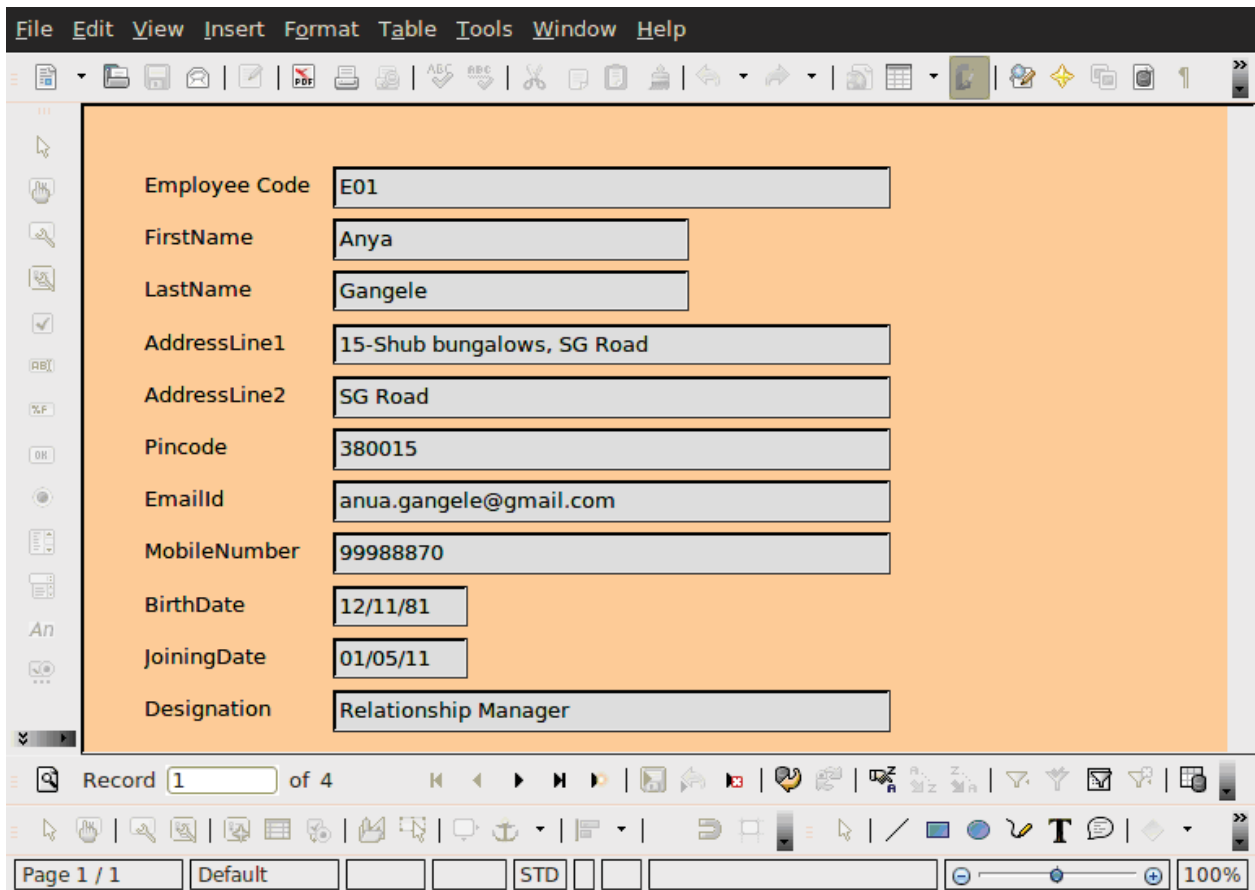 File Edit View Insert Format Table Tools Window Help
Employee Code E01
FirstName Anya
LastName Gangele
AddressLine1 15-Shub bungalows, SG Road
AddressLine2 SG Road
Pincode 380015
EmailId anua.gangele@gmail.com
MobileNumber 99988870
BirthDate 12/11/81
JoiningDate 01/05/11
Designation Relationship Manager
Record 1 of 4
Page 1 / 1 Default STD 100%